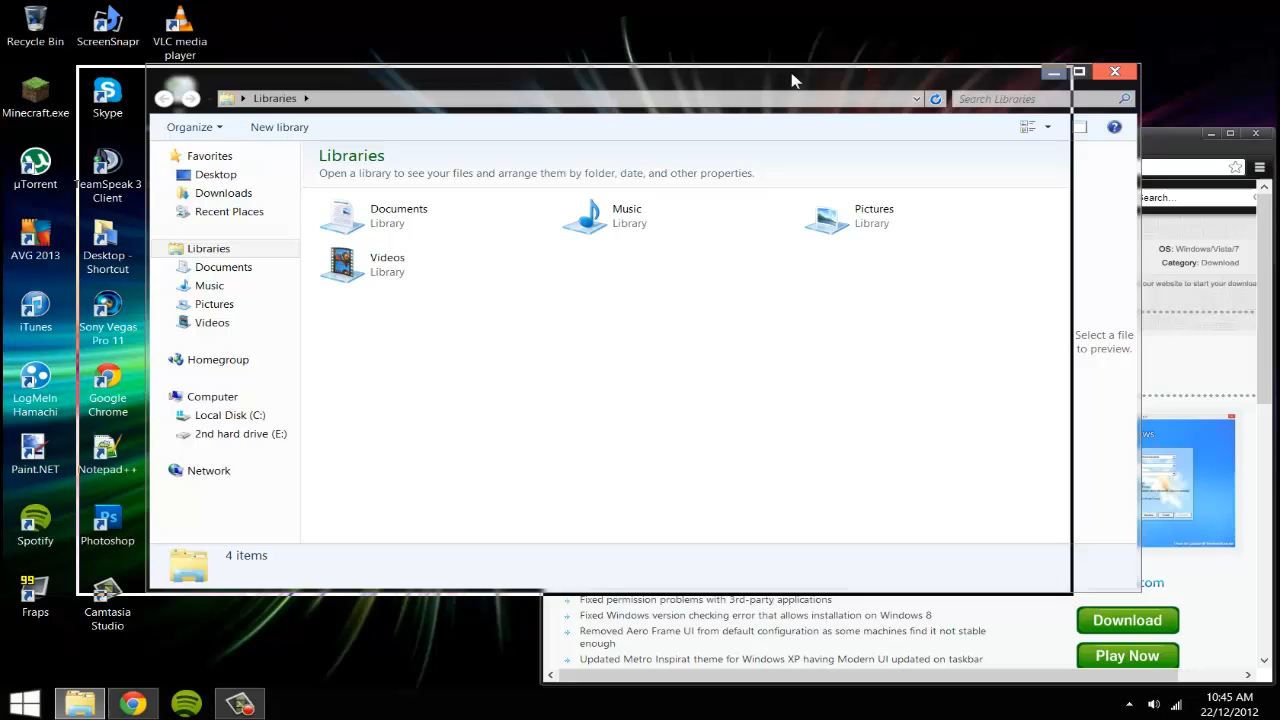 Recycle Bin
ScreenSnapr
VLC media
player
Minecraft.exe
Skype
µTorrent
TeamSpeak 3
Client
AVG 2013
Desktop -
Shortcut
iTunes
Sony Vegas
Pro 11
LogMeIn
Hamachi
Google
Chrome
Paint.NET
Notepad++
Spotify
Photoshop
99
Fraps
Camtasia
Studio
Libraries
Search Libraries
Organize
New library
Favorites
Desktop
Downloads
Recent Places
Libraries
Documents
Music
Pictures
Videos
Homegroup
Computer
Local Disk (C:)
2nd hard drive (E:)
Network
Libraries
Open a library to see your files and arrange them by folder, date, and other properties.
Documents
Library
Music
Library
Pictures
Library
Videos
Library
Select a file
to preview.
4 items
Search...
OS: Windows/Vista/7
Category: Download
our website to start your downloa
ws
com
Fixed permission problems with 3rd-party applications
Fixed Windows version checking error that allows installation on Windows 8
Removed Aero Frame UI from default configuration as some machines find it not stable
enough
Updated Metro Inspirat theme for Windows XP having Modern UI updated on taskbar
Download
Play Now
10:45 AM
22/12/2012